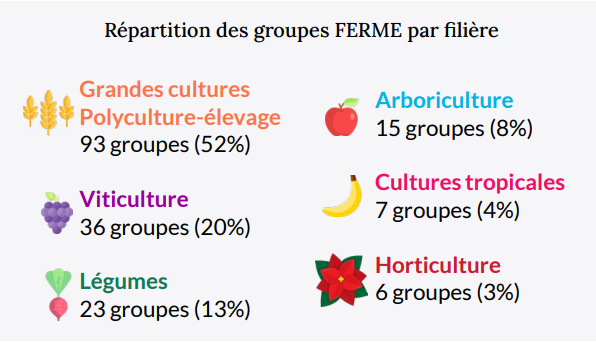 Répartition des groupes FERME par filière
Grandes cultures
Polyculture-élevage
93 groupes (52%)
Viticulture
36 groupes (20%)
Légumes
23 groupes (13%)
Arboriculture
15 groupes (8%)
Cultures tropicales
7 groupes (4%)
Horticulture
6 groupes (3%)